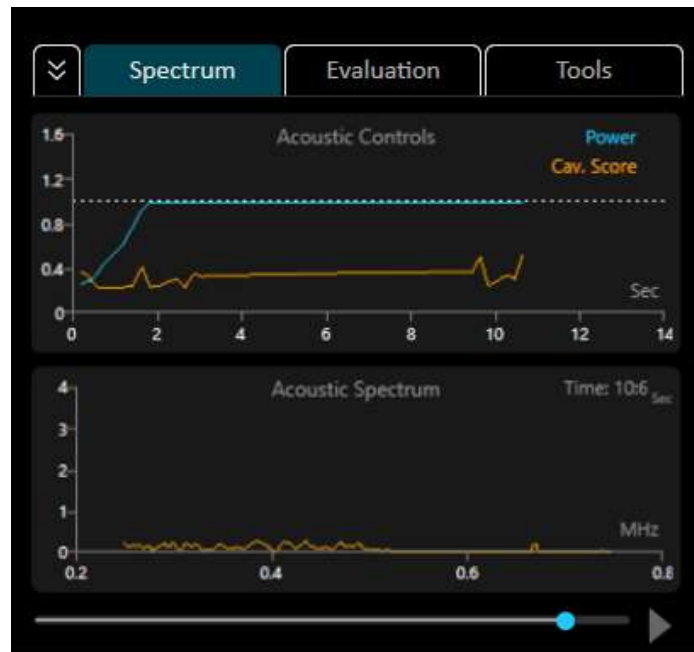 Spectrum Evaluation Tools
Acoustic Controls
Power
Cav. Score
1.6
1.2
0.8
0.4
0
Sec
0 2 4 6 8 10 12 14
Acoustic Spectrum
Time: 10:6 Sec
4
3
2
1
0
MHz
0.2 0.4 0.6 0.8